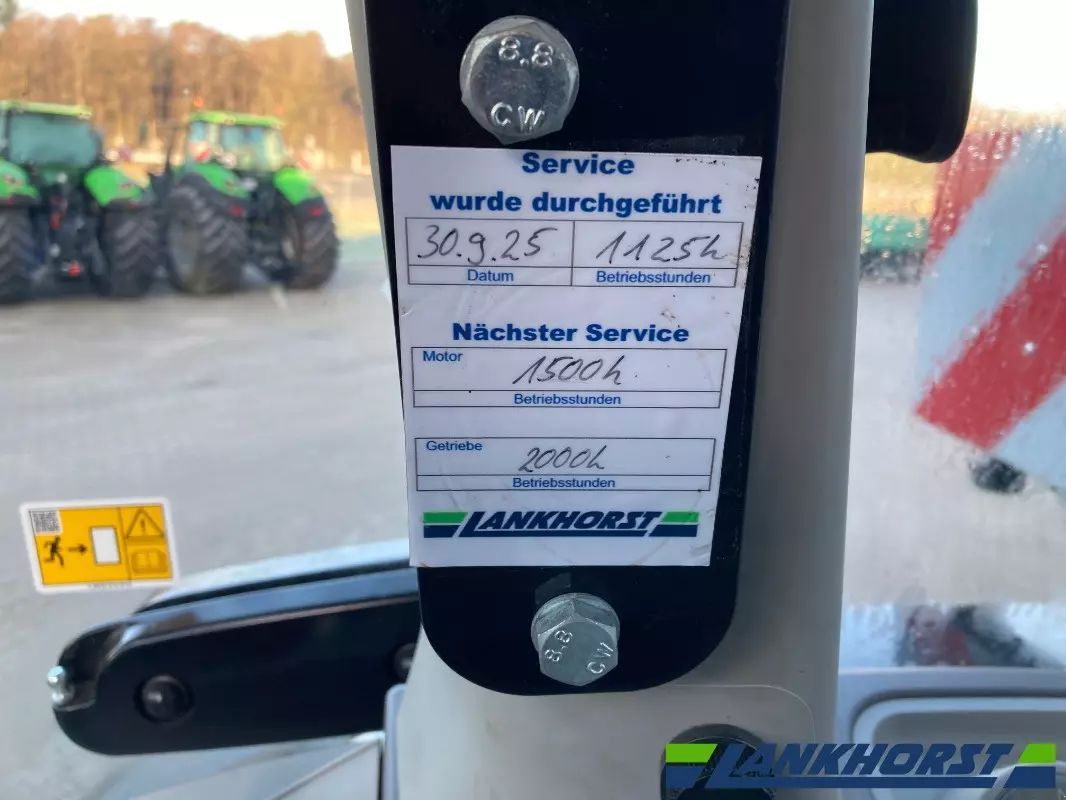 8.8
CW
Service
wurde durchgeführt
30.9.25 1125h
Datum Betriebsstunden
Nächster Service
Motor
1500h
Betriebsstunden
Getriebe
2000h
Betriebsstunden
LANKHORST
8.8
CW
LANKHORST